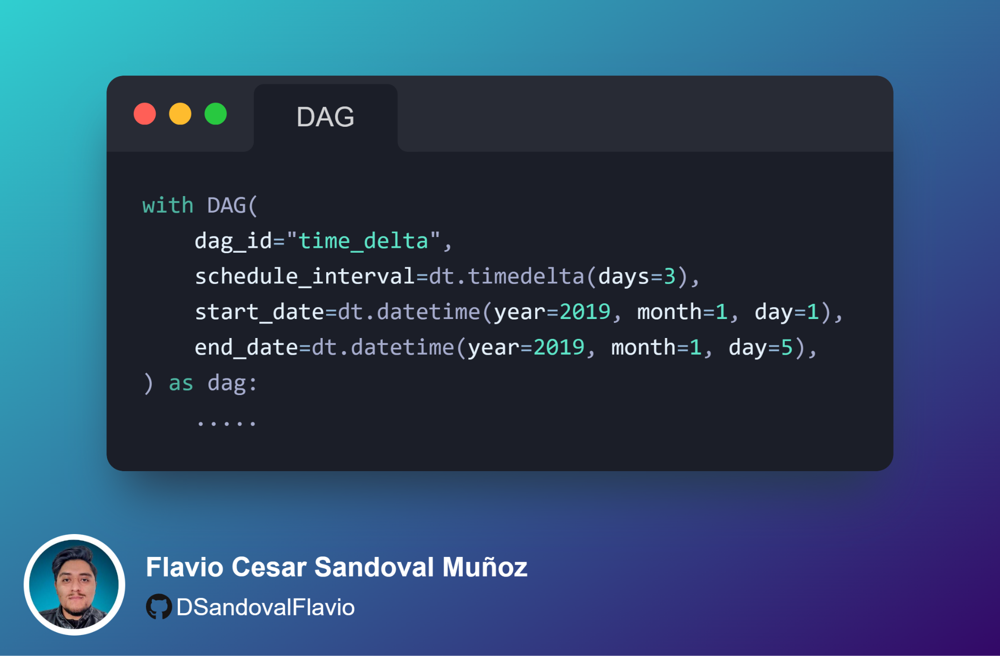 DAG
with DAG(
    dag_id="time_delta",
    schedule_interval=dt.timedelta(days=3),
    start_date=dt.datetime(year=2019, month=1, day=1),
    end_date=dt.datetime(year=2019, month=1, day=5),
) as dag:
    .....
Flavio Cesar Sandoval Muñoz
DSandovalFlavio